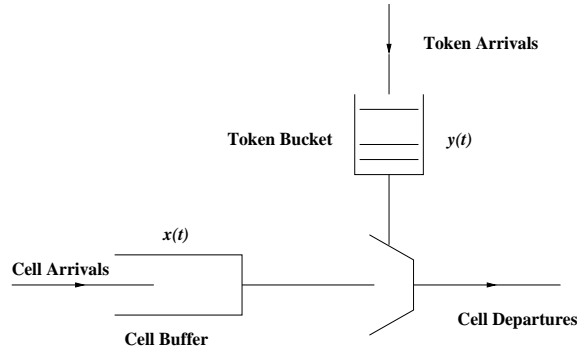 Token Arrivals
Token Bucket
y(t)
x(t)
Cell Arrivals
Cell Departures
Cell Buffer